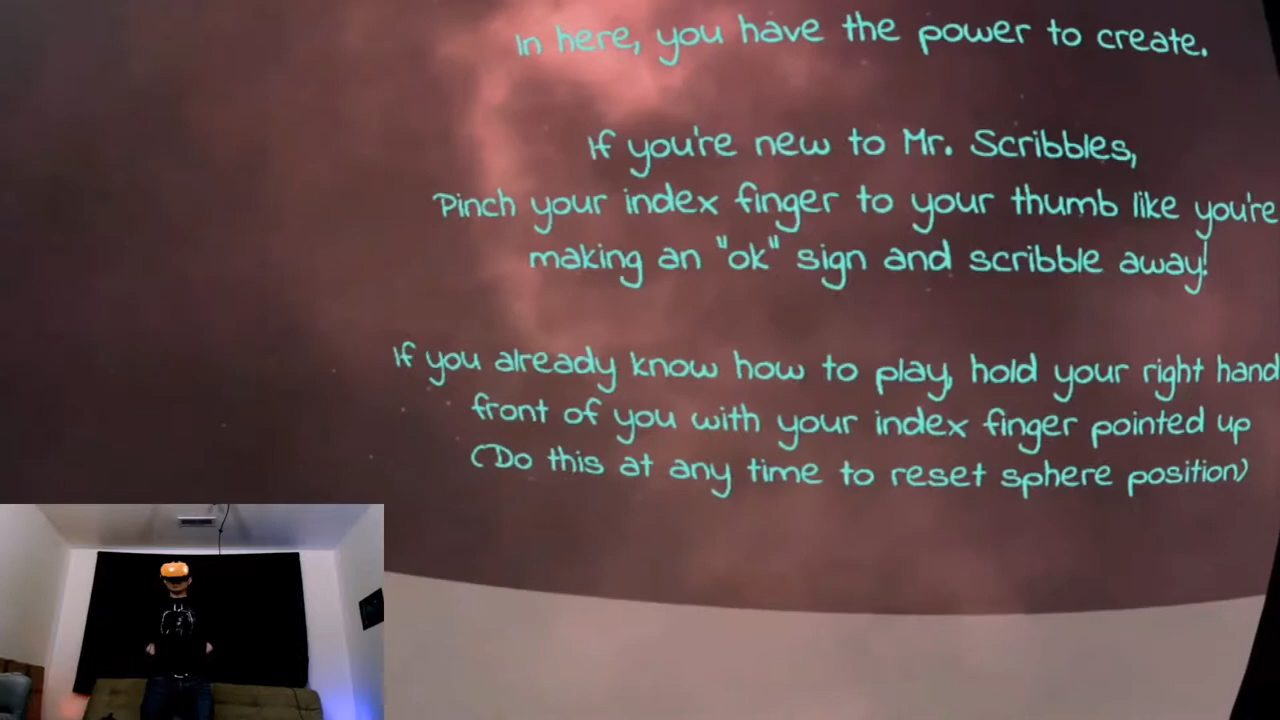 In here, you have the power to create.
If you're new to Mr. Scribbles,
Pinch your index finger to your thumb like you're
making an "ok" sign and scribble away!
If you already know how to play, hold your right hand
front of you with your index finger pointed up
(Do this at any time to reset sphere position)